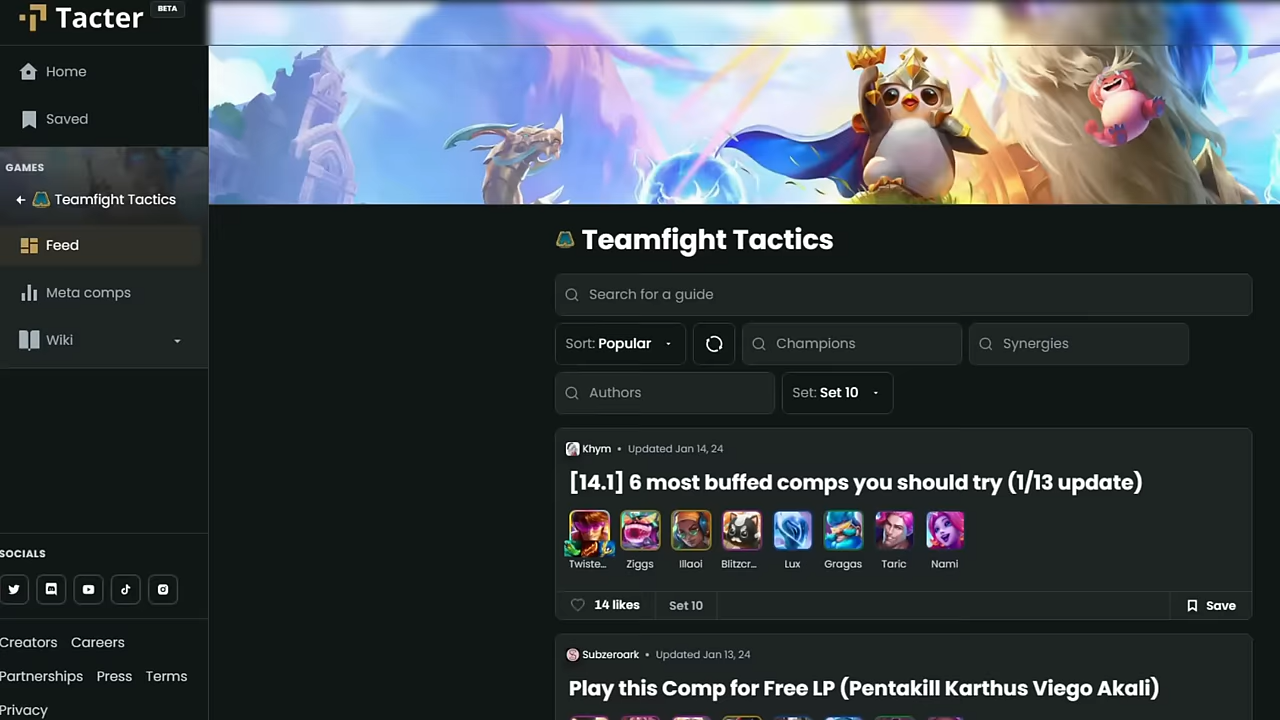 Tacter BETA
Home
Saved
GAMES
Teamfight Tactics
Feed
Meta comps
Wiki
SOCIALS
Creators Careers
Partnerships Press Terms
Privacy
Teamfight Tactics
Search for a guide
Sort: Popular Champions Synergies
Authors Set: Set 10
Khym • Updated Jan 14, 24
[14.1] 6 most buffed comps you should try (1/13 update)
Twiste... Ziggs Illaoi Blitzcr... Lux Gragas Taric Nami
14 likes Set 10 Save
Subzeroark • Updated Jan 13, 24
Play this Comp for Free LP (Pentakill Karthus Viego Akali)